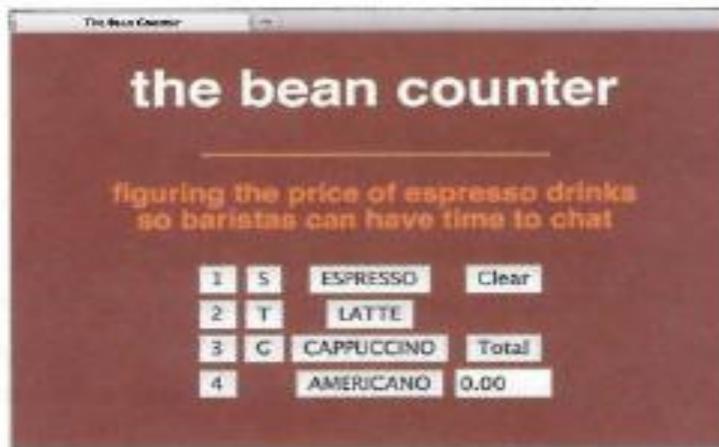 The Bean Counter
the bean counter
figuring the price of espresso drinks
so baristas can have time to chat
1 S ESPRESSO Clear
2 T LATTE
3 G CAPPUCCINO Total
4 AMERICANO 0.00